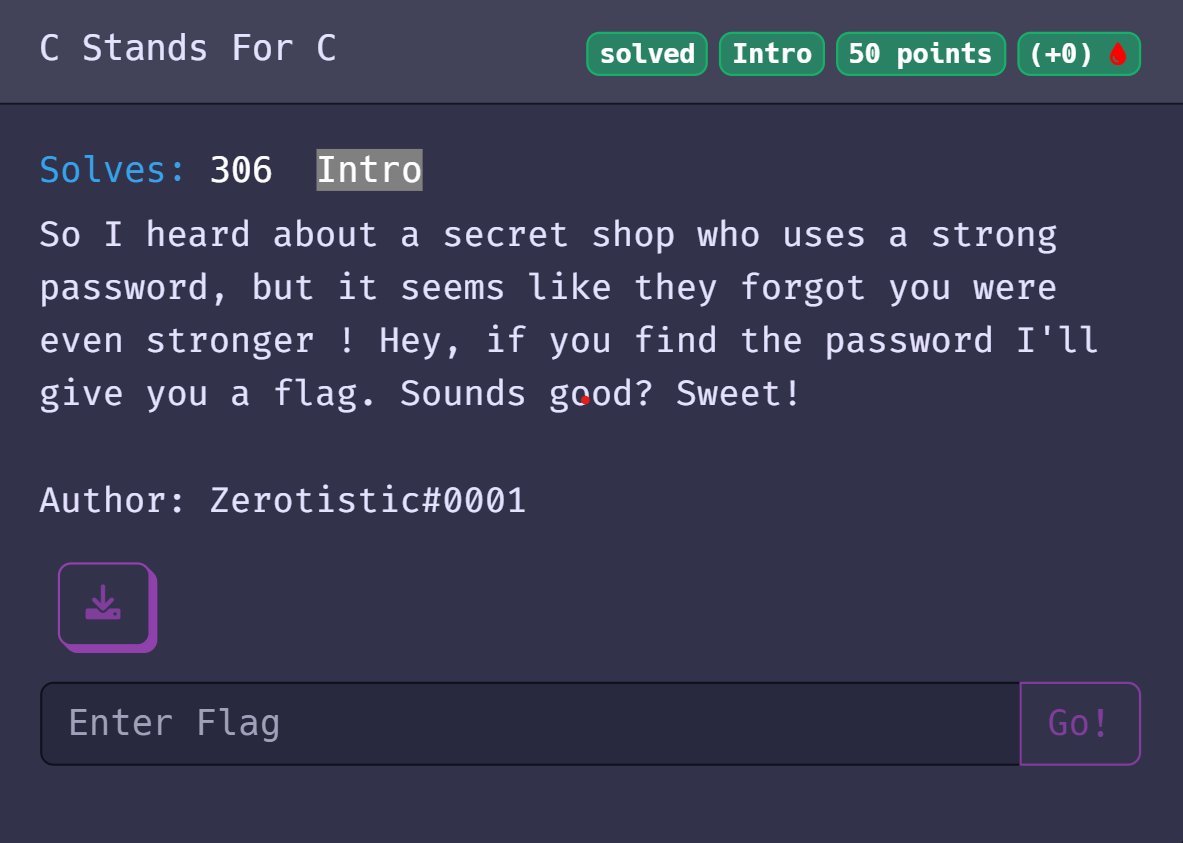 C Stands For C
solved Intro 50 points (+0)
Solves: 306 Intro
So I heard about a secret shop who uses a strong
password, but it seems like they forgot you were
even stronger ! Hey, if you find the password I'll
give you a flag. Sounds good? Sweet!
Author: Zerotistic#0001
Enter Flag
Go!